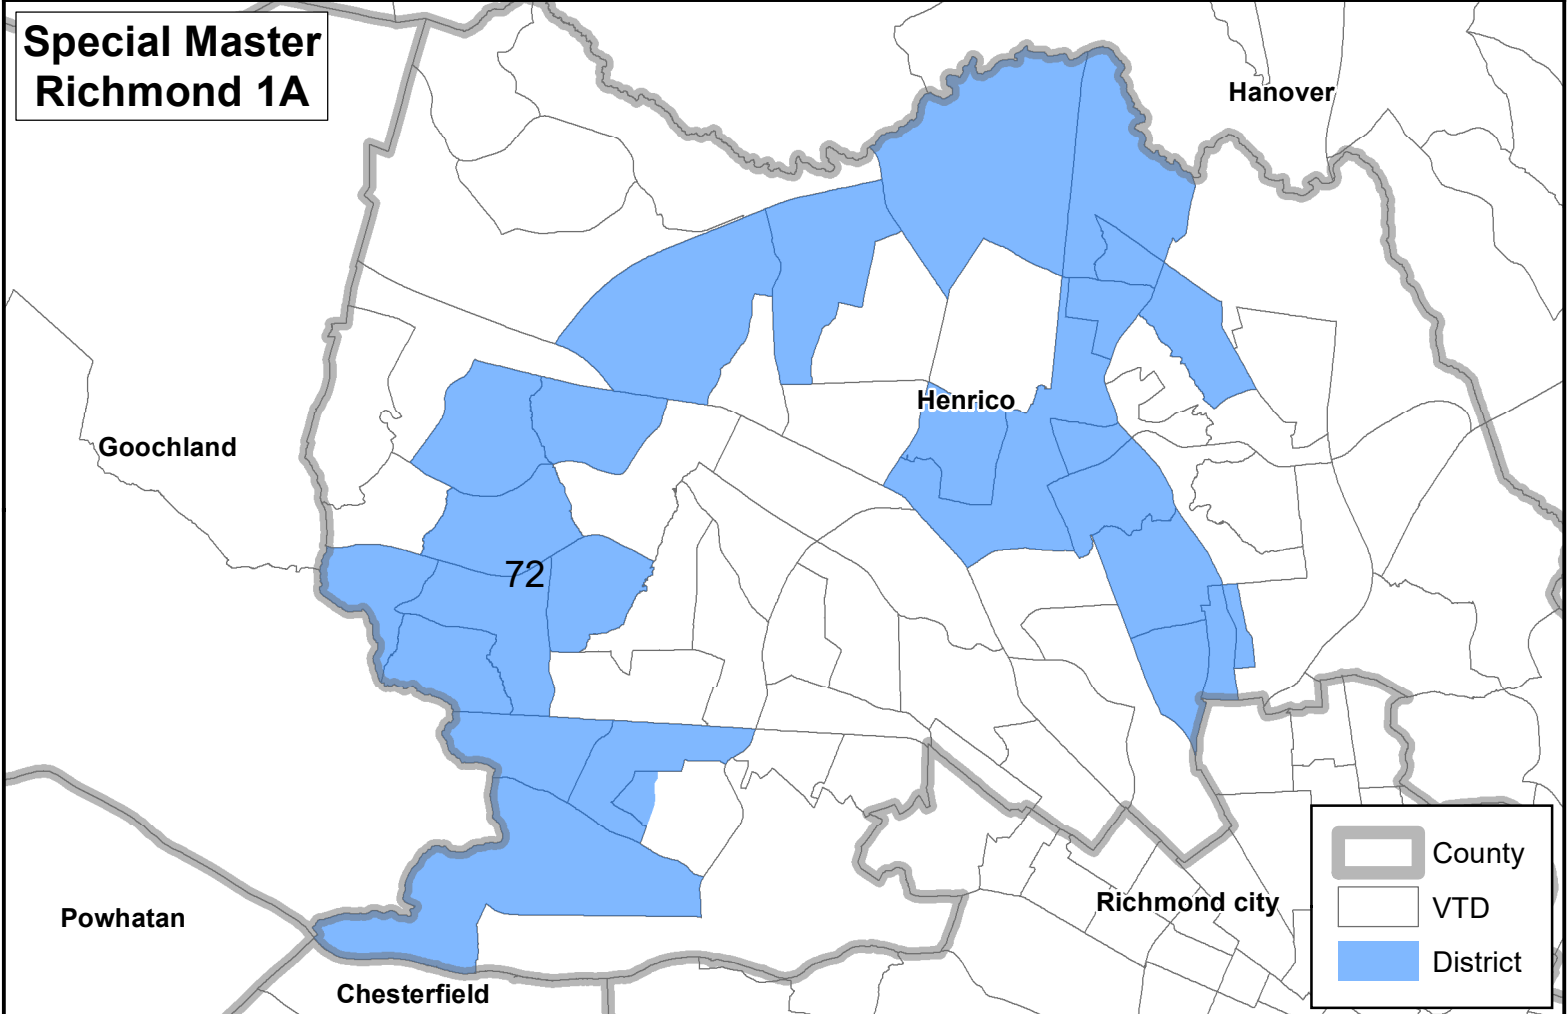 Special Master
Richmond 1A
Hanover
Henrico
Goochland
72
Powhatan
Richmond city
Chesterfield
County
VTD
District